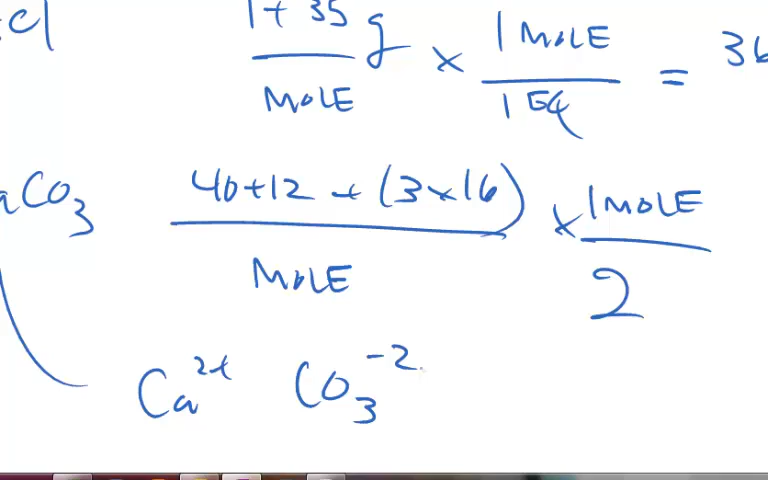 cl 1 + 35 g / MOLE × 1 MOLE / 1 EQ = 36
aCO3 40+12 + (3×16) / MOLE × 1 MOLE / 2
Ca2+ CO3-2